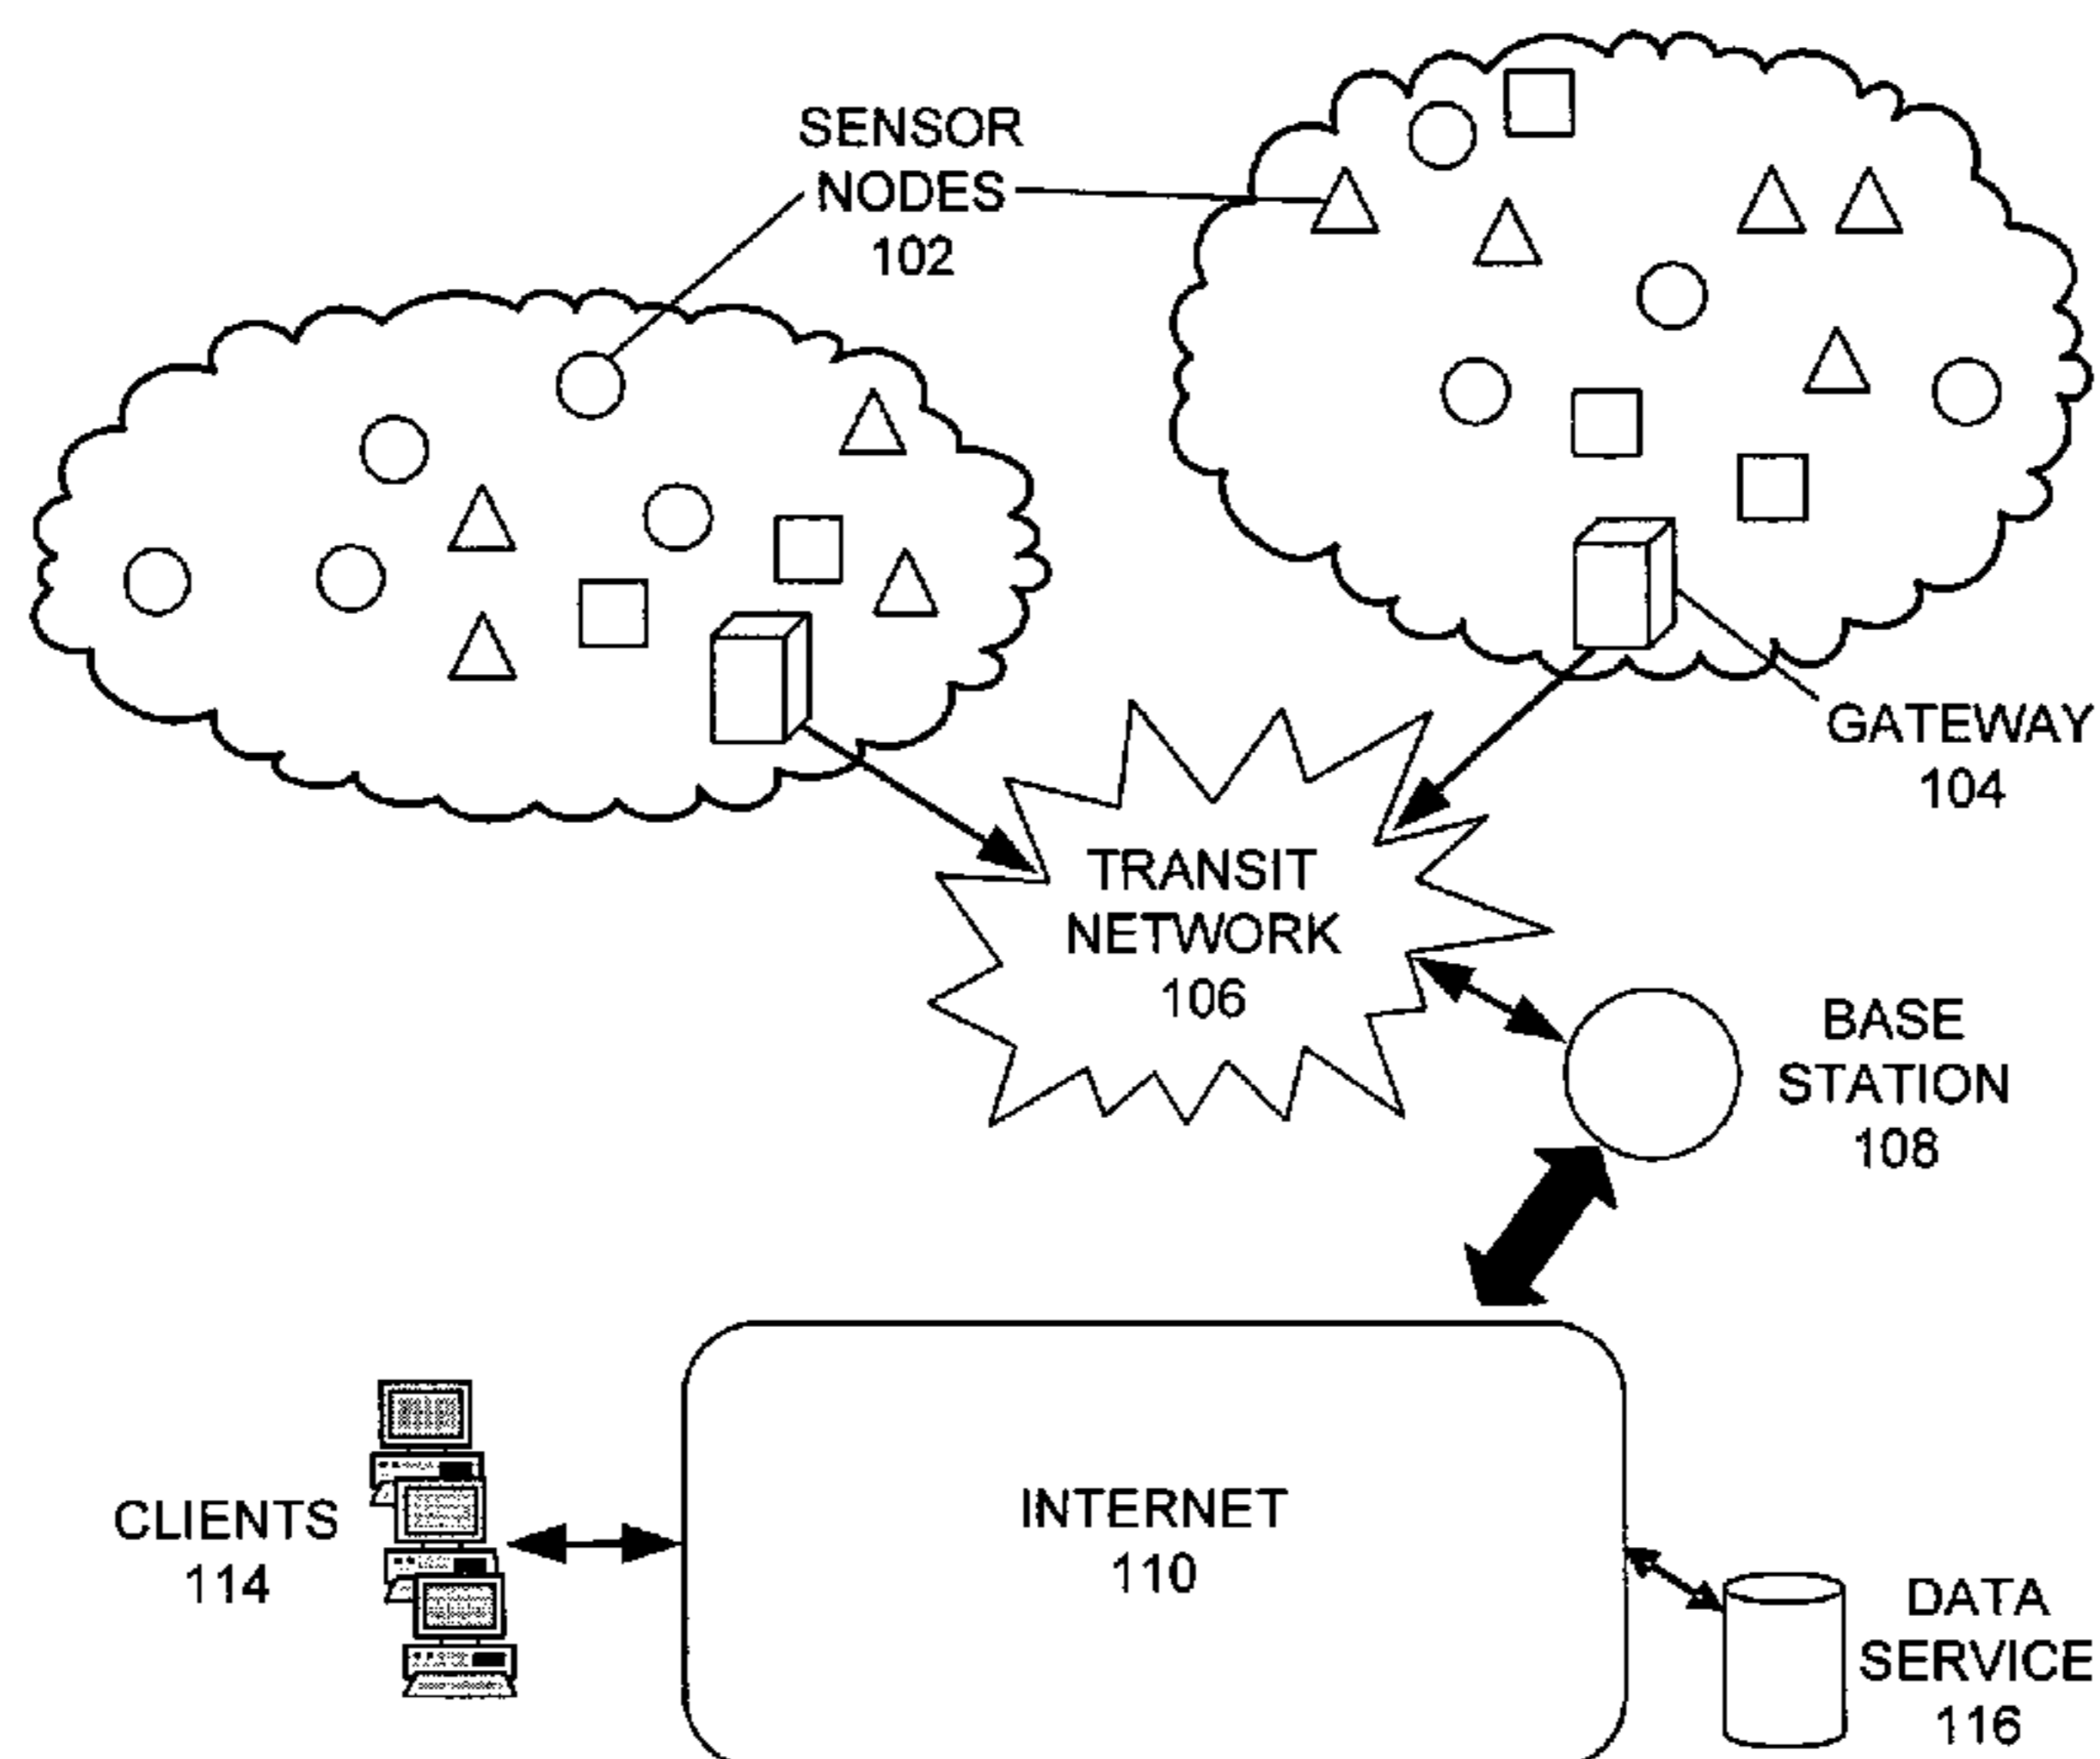 SENSOR
NODES
102
GATEWAY
104
TRANSIT
NETWORK
106
BASE
STATION
108
INTERNET
110
CLIENTS
114
DATA
SERVICE
116